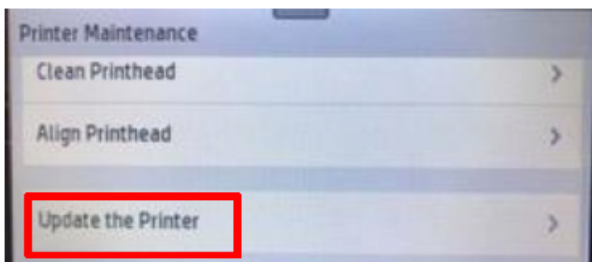 Printer Maintenance
Clean Printhead
Align Printhead
Update the Printer